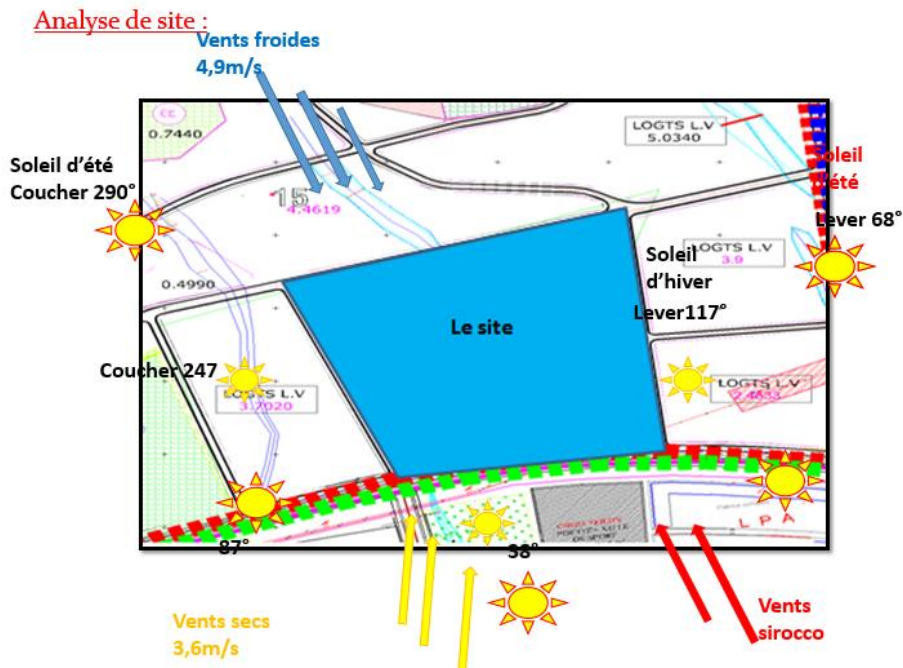 Analyse de site :
Vents froides
4,9m/s
0.7440
LOGTS L.V
5.0340
Soleil d'été
Coucher 290°
Soleil
d'été
Lever 68°
15
4.4619
LOGTS L.V
3.9
Soleil
d'hiver
Lever117°
0.4990
Le site
Coucher 247
LOGTS L.V
3.7020
LOGTS L.V
L P A
87°
38°
Vents secs
3,6m/s
Vents
sirocco